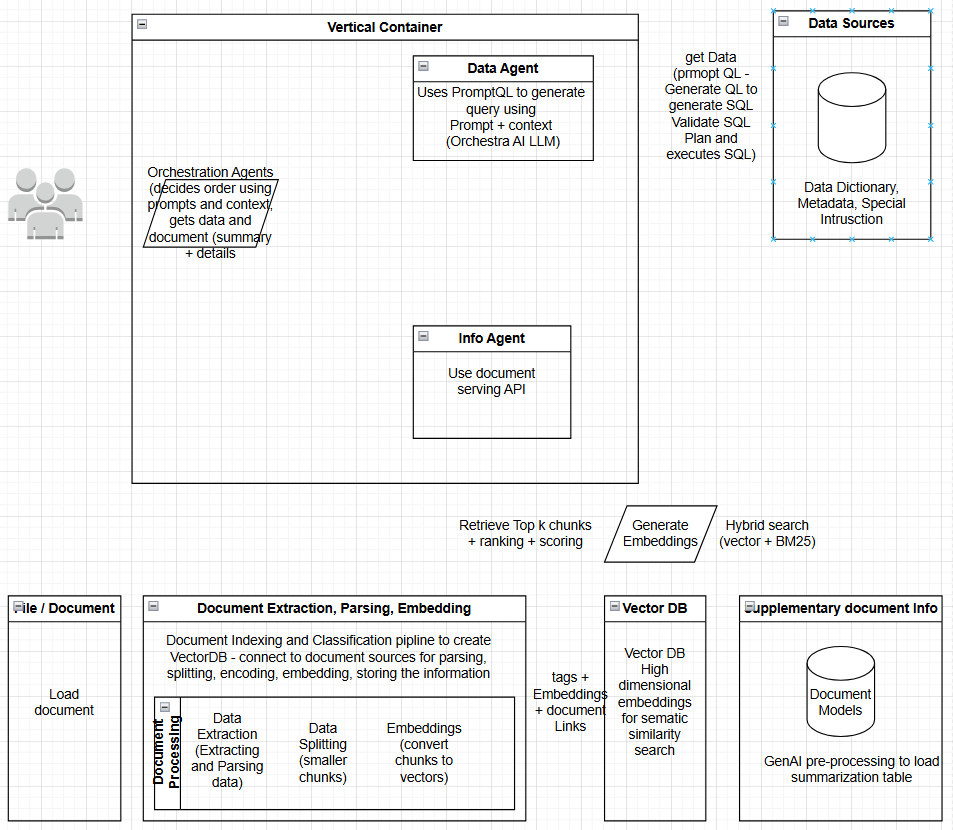 Vertical Container
Data Sources
Data Agent
Uses PromptQL to generate
query using
Prompt + context
(Orchestra AI LLM)
get Data
(prmopt QL -
Generate QL to
generate SQL
Validate SQL
Plan and
executes SQL)
Data Dictionary,
Metadata, Special
Intrusction
Orchestration Agents
(decides order using
prompts and context,
gets data and
document (summary
+ details
Info Agent
Use document
serving API
Retrieve Top k chunks
+ ranking + scoring
Generate
Embeddings
Hybrid search
(vector + BM25)
File / Document
Load
document
Document Extraction, Parsing, Embedding
Document Indexing and Classification pipline to create
VectorDB - connect to document sources for parsing,
splitting, encoding, embedding, storing the information
Document
Processing
Data
Extraction
(Extracting
and Parsing
data)
Data
Splitting
(smaller
chunks)
Embeddings
(convert
chunks to
vectors)
tags +
Embeddings
+ document
Links
Vector DB
Vector DB
High
dimensional
embeddings
for sematic
similarity
search
Supplementary document Info
Document
Models
GenAI pre-processing to load
summarization table